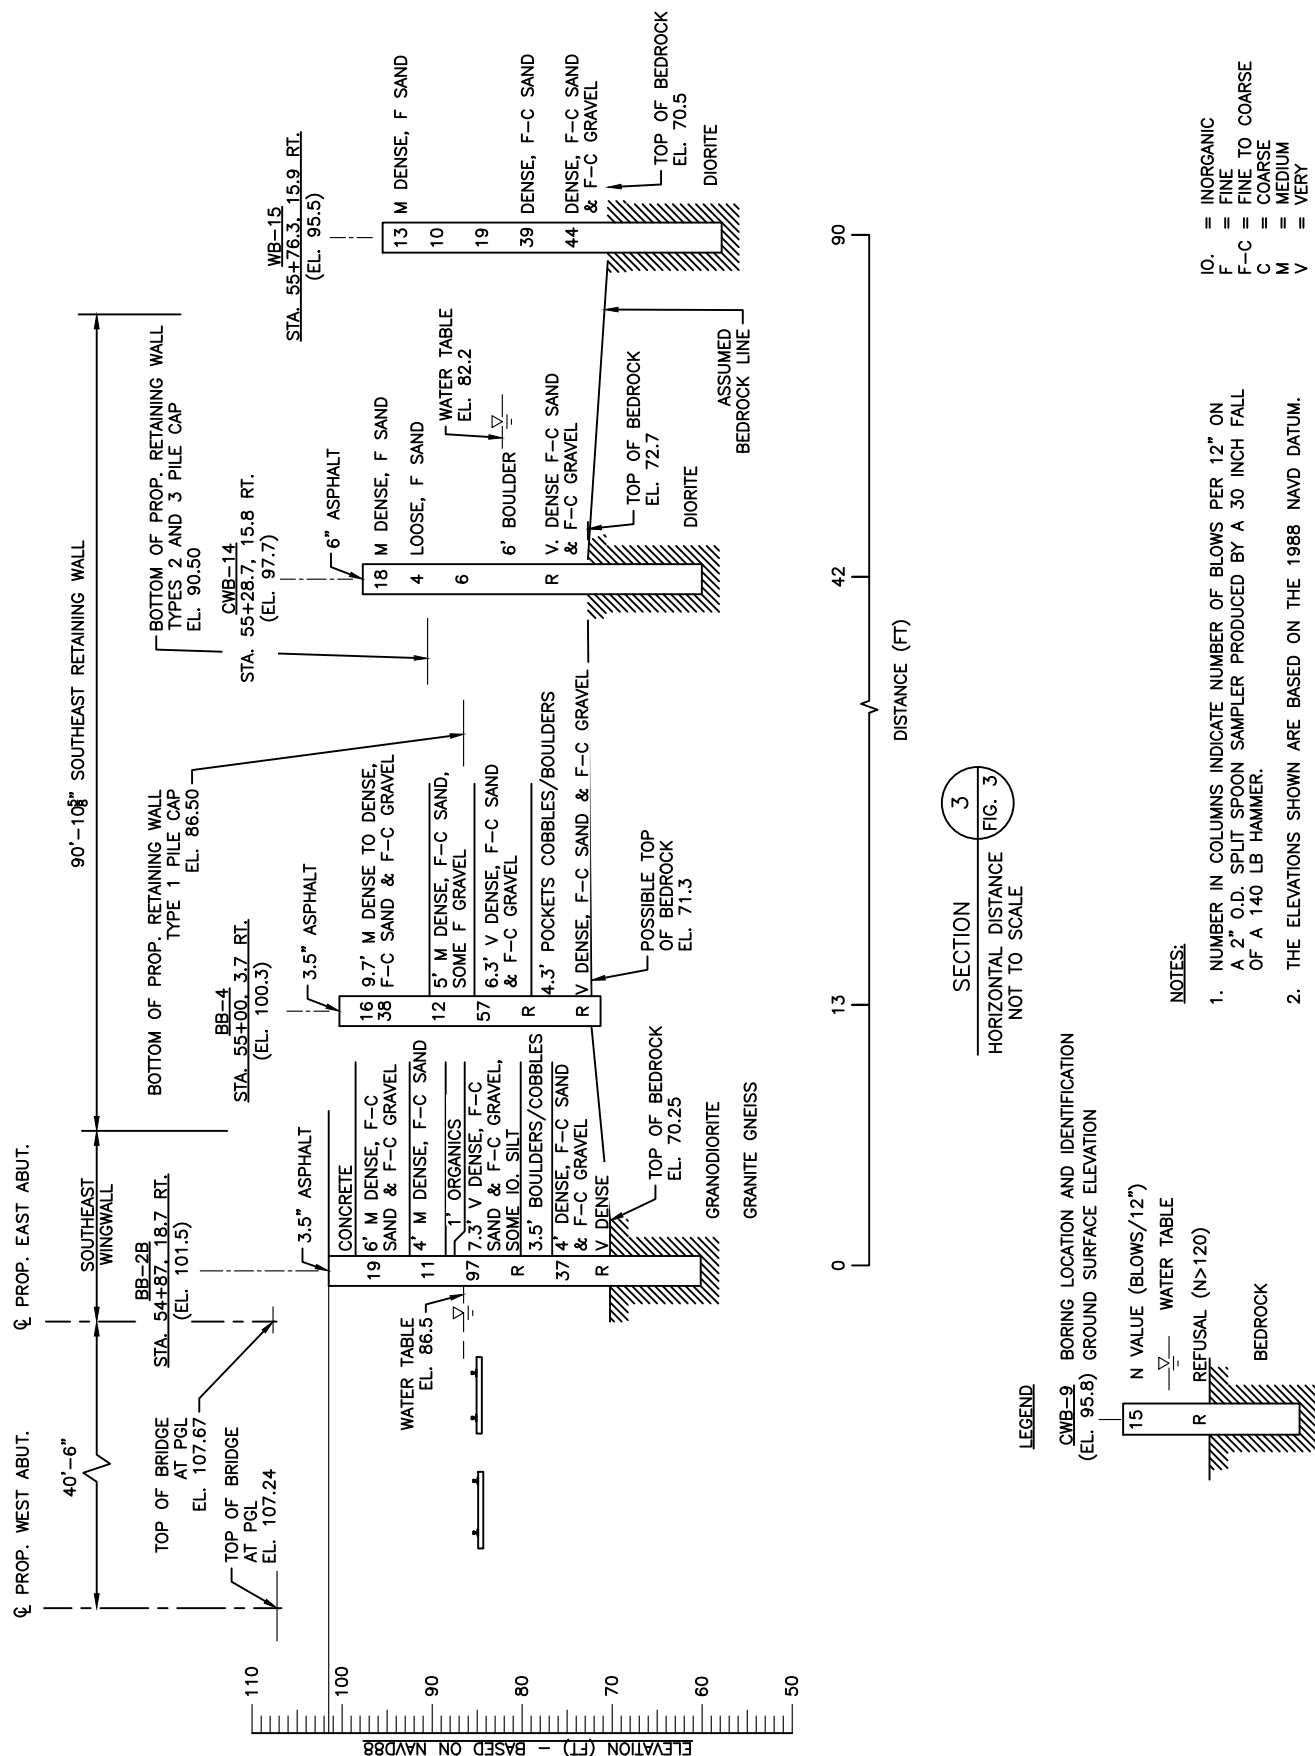 ℄ PROP. WEST ABUT.
℄ PROP. EAST ABUT.
40'-6"
SOUTHEAST
WINGWALL
90'-10⅝" SOUTHEAST RETAINING WALL
TOP OF BRIDGE
AT PGL
EL. 107.67
TOP OF BRIDGE
AT PGL
EL. 107.24
BB-2B
STA. 54+87, 18.7 RT.
(EL. 101.5)
3.5" ASPHALT
BOTTOM OF PROP. RETAINING WALL
TYPE 1 PILE CAP
EL. 86.50
BB-4
STA. 55+00, 3.7 RT.
(EL. 100.3)
3.5" ASPHALT
BOTTOM OF PROP. RETAINING WALL
TYPES 2 AND 3 PILE CAP
EL. 90.50
CWB-14
STA. 55+28.7, 15.8 RT.
(EL. 97.7)
6" ASPHALT
WB-15
STA. 55+76.3, 15.9 RT.
(EL. 95.5)
ELEVATION (FT) - BASED ON NAVD88
110
100
90
80
70
60
50
WATER TABLE
EL. 86.5
19
11
97
R
37
R
CONCRETE
6' M DENSE, F-C
SAND & F-C GRAVEL
4' M DENSE, F-C SAND
1' ORGANICS
7.3' V DENSE, F-C
SAND & F-C GRAVEL,
SOME IO. SILT
3.5' BOULDERS/COBBLES
4' DENSE, F-C SAND
& F-C GRAVEL
V DENSE
TOP OF BEDROCK
EL. 70.25
GRANODIORITE
GRANITE GNEISS
16
38
12
57
R
R
9.7' M DENSE TO DENSE,
F-C SAND & F-C GRAVEL
5' M DENSE, F-C SAND,
SOME F GRAVEL
6.3' V DENSE, F-C SAND
& F-C GRAVEL
4.3' POCKETS COBBLES/BOULDERS
V DENSE, F-C SAND & F-C GRAVEL
POSSIBLE TOP
OF BEDROCK
EL. 71.3
18
4
6
R
M DENSE, F SAND
LOOSE, F SAND
6' BOULDER
V. DENSE F-C SAND
& F-C GRAVEL
WATER TABLE
EL. 82.2
TOP OF BEDROCK
EL. 72.7
DIORITE
ASSUMED
BEDROCK LINE
13
10
19
39
44
M DENSE, F SAND
DENSE, F-C SAND
DENSE, F-C SAND
& F-C GRAVEL
TOP OF BEDROCK
EL. 70.5
DIORITE
0
13
42
90
DISTANCE (FT)
SECTION
3
FIG. 3
HORIZONTAL DISTANCE
NOT TO SCALE
LEGEND
CWB-9
(EL. 95.8)
BORING LOCATION AND IDENTIFICATION
GROUND SURFACE ELEVATION
15
N VALUE (BLOWS/12")
WATER TABLE
R
REFUSAL (N>120)
BEDROCK
NOTES:
1. NUMBER IN COLUMNS INDICATE NUMBER OF BLOWS PER 12" ON
A 2" O.D. SPLIT SPOON SAMPLER PRODUCED BY A 30 INCH FALL
OF A 140 LB HAMMER.
2. THE ELEVATIONS SHOWN ARE BASED ON THE 1988 NAVD DATUM.
IO. = INORGANIC
F = FINE
F-C = FINE TO COARSE
C = COARSE
M = MEDIUM
V = VERY